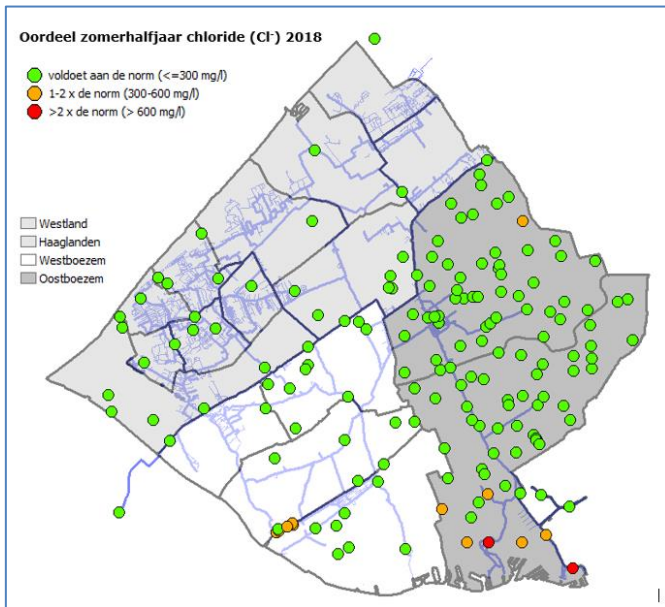 Oordeel zomerhalfjaar chloride (Cl⁻) 2018
voldoet aan de norm (<=300 mg/l)
1-2 x de norm (300-600 mg/l)
>2 x de norm (> 600 mg/l)
Westland
Haaglanden
Westboezem
Oostboezem